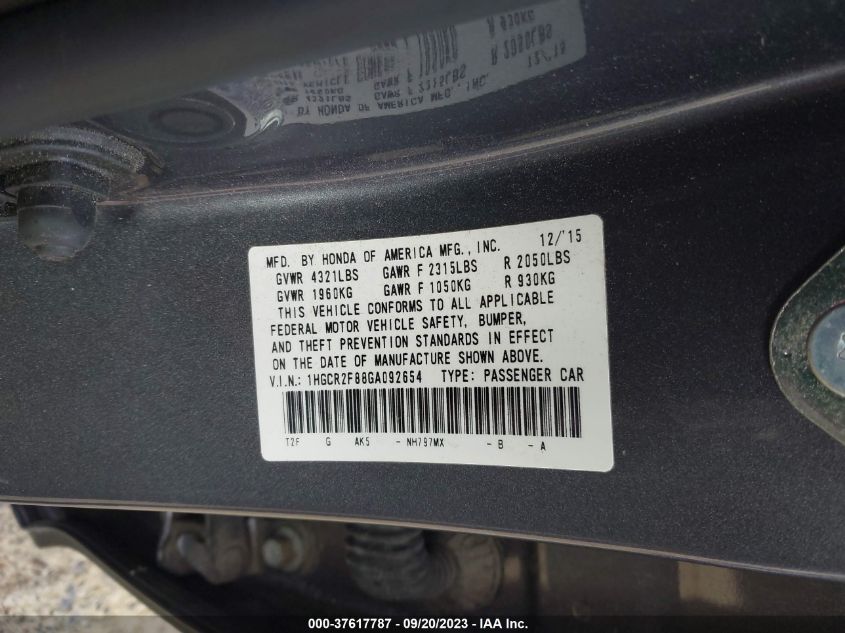 MFD. BY HONDA OF AMERICA MFG., INC. 12/'15
GVWR 4321LBS GAWR F 2315LBS R 2050LBS
GVWR 1960KG GAWR F 1050KG R 930KG
THIS VEHICLE CONFORMS TO ALL APPLICABLE
FEDERAL MOTOR VEHICLE SAFETY, BUMPER,
AND THEFT PREVENTION STANDARDS IN EFFECT
ON THE DATE OF MANUFACTURE SHOWN ABOVE.
V.I.N.: 1HGCR2F88GA092654 TYPE: PASSENGER CAR
T2F G AK5 - NH797MX - B - A
000-37617787 - 09/20/2023 - IAA Inc.